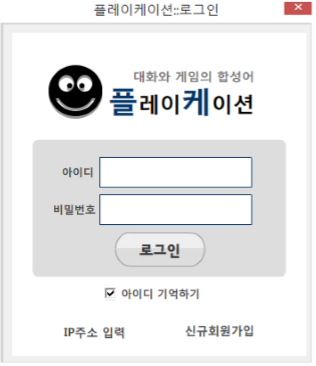 플레이케이션::로그인
대화와 게임의 합성어
플레이케이션
아이디
비밀번호
로그인
아이디 기억하기
IP주소 입력 신규회원가입